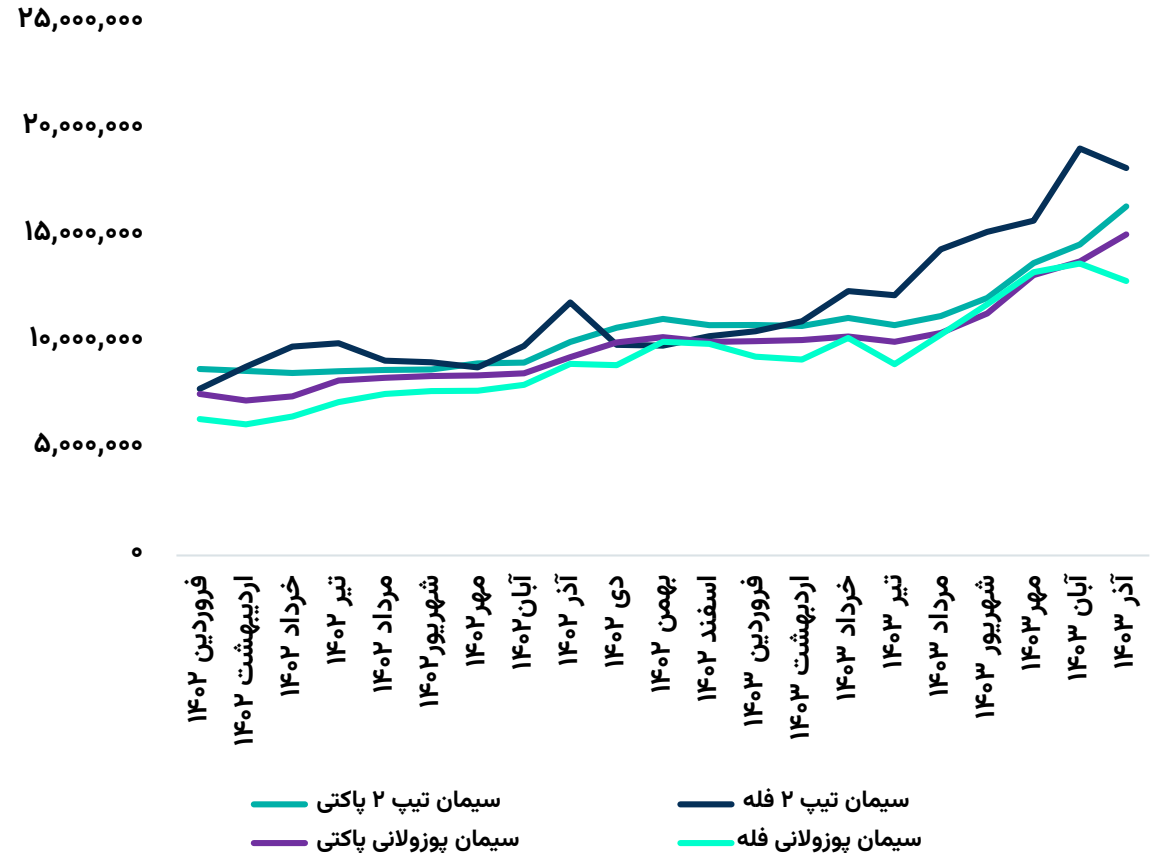 ۲۵,۰۰۰,۰۰۰
۲۰,۰۰۰,۰۰۰
۱۵,۰۰۰,۰۰۰
۱۰,۰۰۰,۰۰۰
۵,۰۰۰,۰۰۰
۰
فروردین ۱۴۰۲
اردیبهشت ۱۴۰۲
خرداد ۱۴۰۲
تیر ۱۴۰۲
مرداد ۱۴۰۲
شهریور۱۴۰۲
مهر۱۴۰۲
آبان۱۴۰۲
آذر ۱۴۰۲
دی ۱۴۰۲
بهمن ۱۴۰۲
اسفند ۱۴۰۲
فروردین ۱۴۰۳
اردبهشت ۱۴۰۳
خرداد ۱۴۰۳
تیر ۱۴۰۳
مرداد ۱۴۰۳
شهریور ۱۴۰۳
مهر۱۴۰۳
آبان ۱۴۰۳
آذر ۱۴۰۳
سیمان تیپ ۲ فله
سیمان تیپ ۲ پاکتی
سیمان پوزولانی فله
سیمان پوزولانی پاکتی